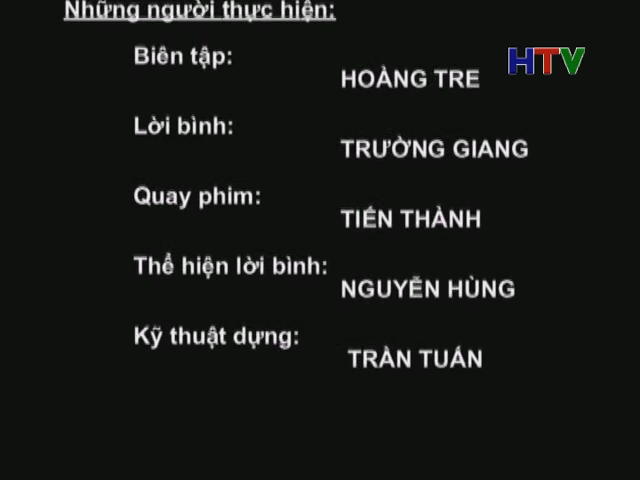 Những người thực hiện:
Biên tập:
HOÀNG TRE
HTV
Lời bình:
TRƯỜNG GIANG
Quay phim:
TIẾN THÀNH
Thể hiện lời bình:
NGUYỄN HÙNG
Kỹ thuật dựng:
TRẦN TUẤN